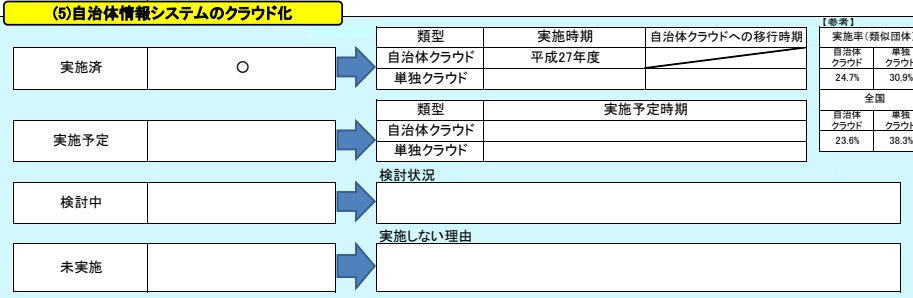 (5)自治体情報システムのクラウド化
【参考】
類型 実施時期 自治体クラウドへの移行時期
実施率(類似団体)
実施済 〇
自治体クラウド 平成27年度
単独クラウド
自治体クラウド 単独クラウド
24.7% 30.9%
全国
自治体クラウド 単独クラウド
23.6% 38.3%
実施予定
類型 実施予定時期
自治体クラウド
単独クラウド
検討中
検討状況
未実施
実施しない理由